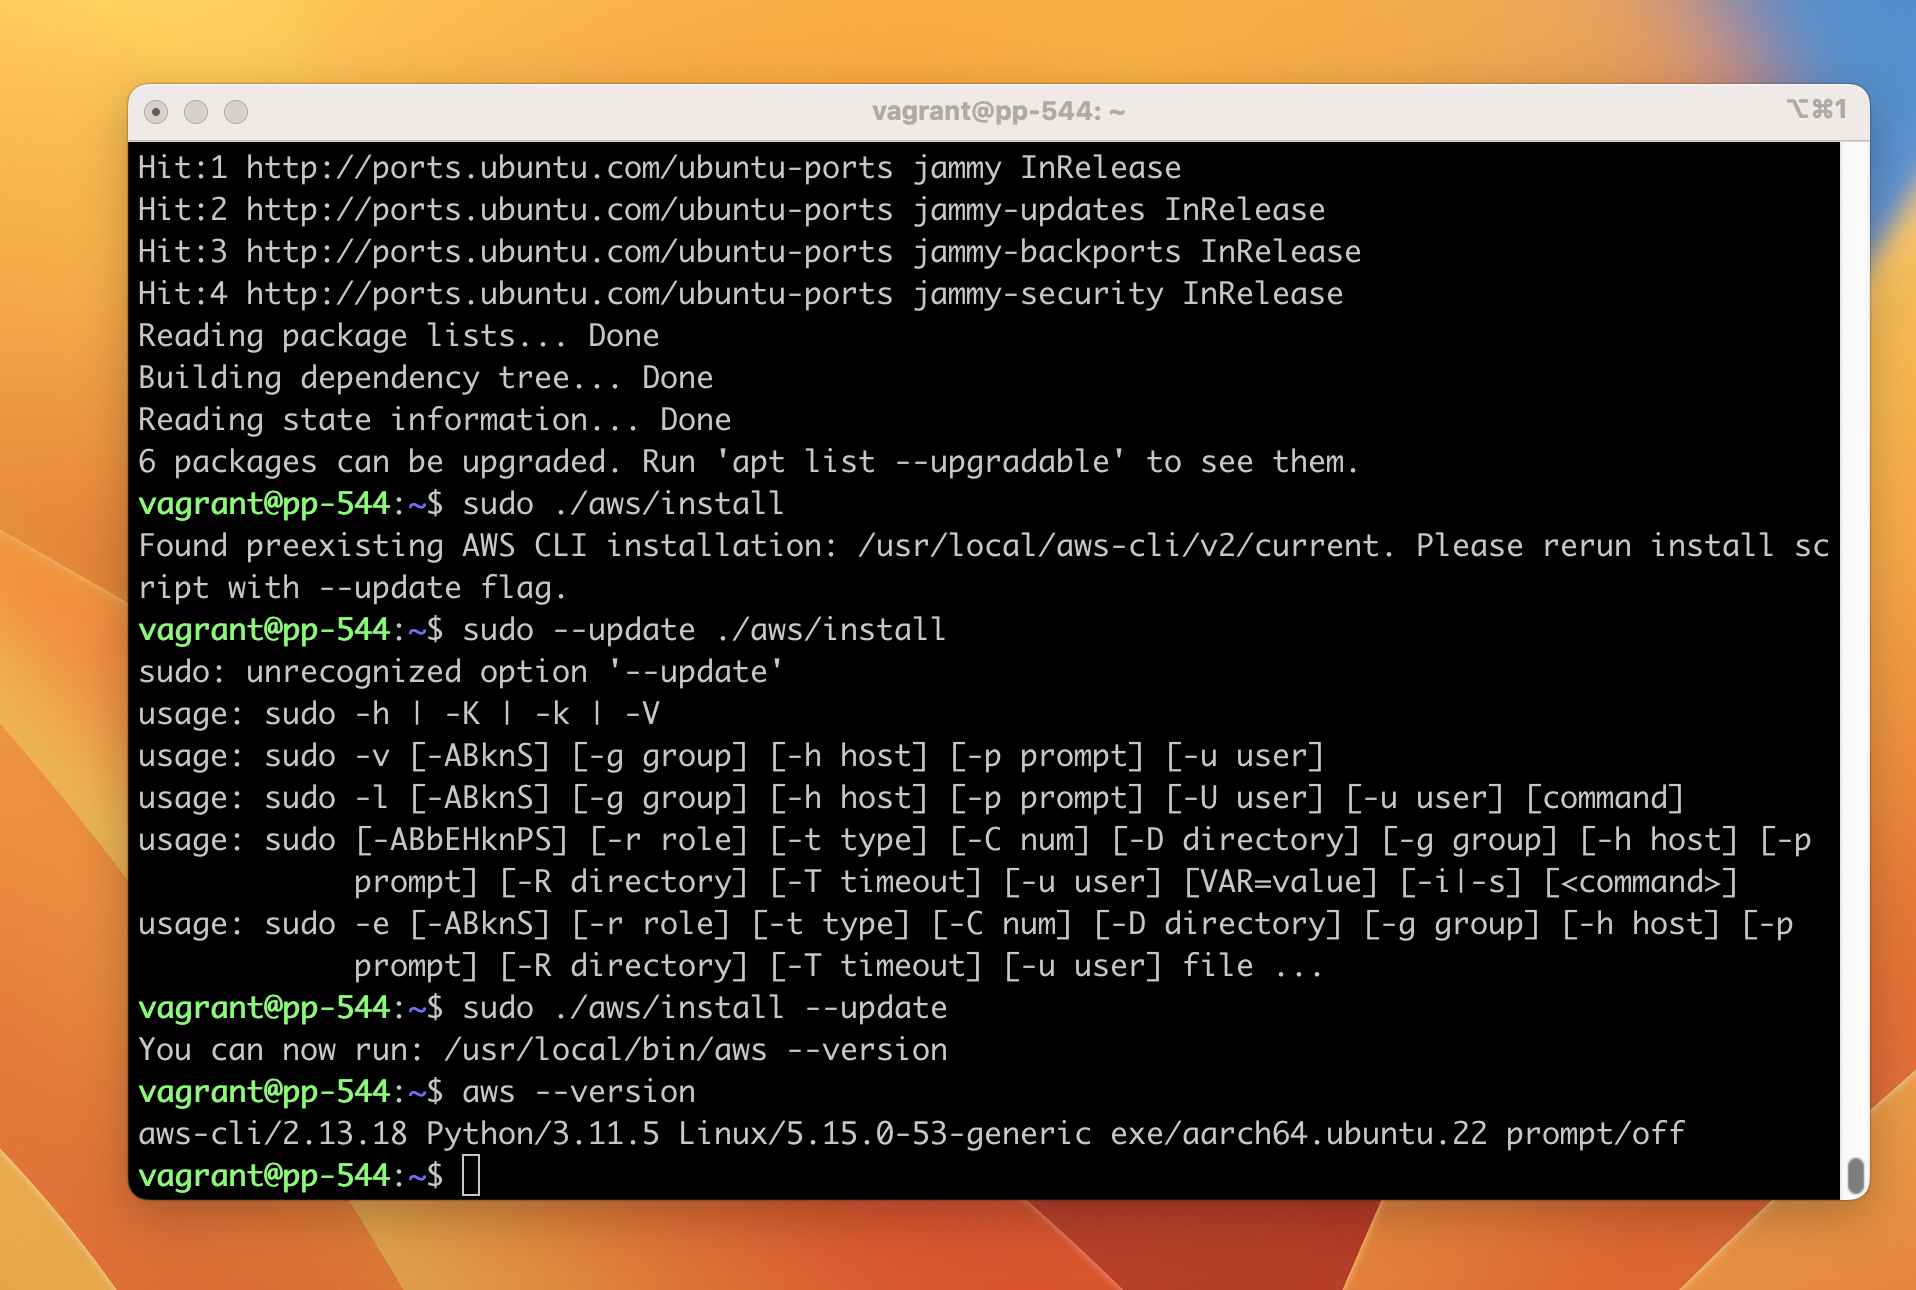 vagrant@pp-544: ~
⌥⌘1
Hit:1 http://ports.ubuntu.com/ubuntu-ports jammy InRelease
Hit:2 http://ports.ubuntu.com/ubuntu-ports jammy-updates InRelease
Hit:3 http://ports.ubuntu.com/ubuntu-ports jammy-backports InRelease
Hit:4 http://ports.ubuntu.com/ubuntu-ports jammy-security InRelease
Reading package lists... Done
Building dependency tree... Done
Reading state information... Done
6 packages can be upgraded. Run 'apt list --upgradable' to see them.
vagrant@pp-544:~$ sudo ./aws/install
Found preexisting AWS CLI installation: /usr/local/aws-cli/v2/current. Please rerun install sc
ript with --update flag.
vagrant@pp-544:~$ sudo --update ./aws/install
sudo: unrecognized option '--update'
usage: sudo -h | -K | -k | -V
usage: sudo -v [-ABknS] [-g group] [-h host] [-p prompt] [-u user]
usage: sudo -l [-ABknS] [-g group] [-h host] [-p prompt] [-U user] [-u user] [command]
usage: sudo [-ABbEHknPS] [-r role] [-t type] [-C num] [-D directory] [-g group] [-h host] [-p
            prompt] [-R directory] [-T timeout] [-u user] [VAR=value] [-i|-s] [<command>]
usage: sudo -e [-ABknS] [-r role] [-t type] [-C num] [-D directory] [-g group] [-h host] [-p
            prompt] [-R directory] [-T timeout] [-u user] file ...
vagrant@pp-544:~$ sudo ./aws/install --update
You can now run: /usr/local/bin/aws --version
vagrant@pp-544:~$ aws --version
aws-cli/2.13.18 Python/3.11.5 Linux/5.15.0-53-generic exe/aarch64.ubuntu.22 prompt/off
vagrant@pp-544:~$